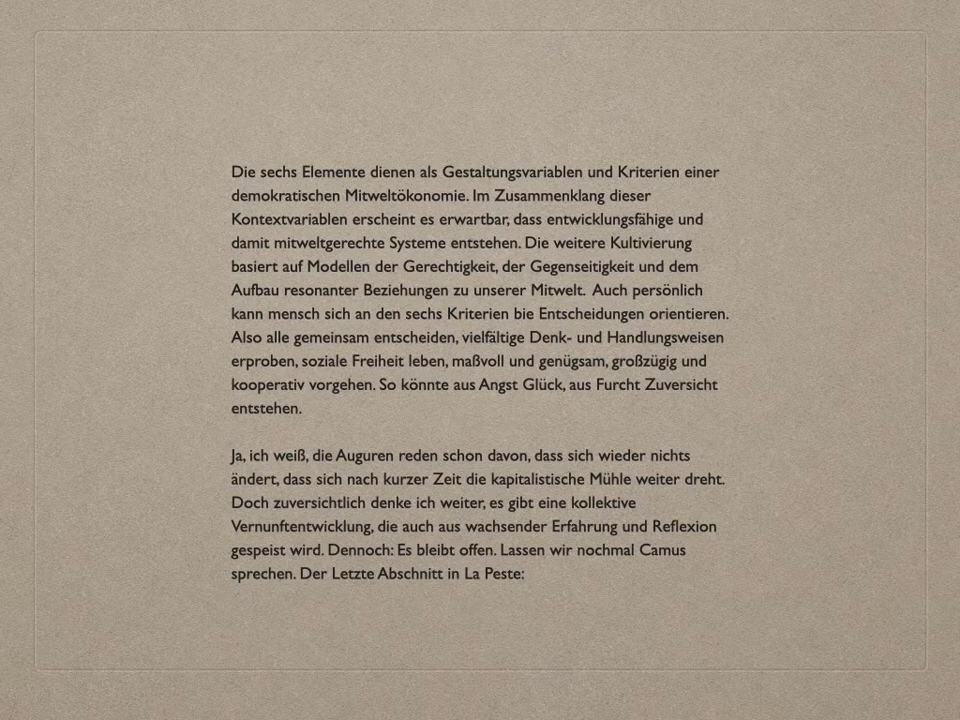 Die sechs Elemente dienen als Gestaltungsvariablen und Kriterien einer
demokratischen Mitweltökonomie. Im Zusammenklang dieser
Kontextvariablen erscheint es erwartbar, dass entwicklungsfähige und
damit mitweltgerechte Systeme entstehen. Die weitere Kultivierung
basiert auf Modellen der Gerechtigkeit, der Gegenseitigkeit und dem
Aufbau resonanter Beziehungen zu unserer Mitwelt. Auch persönlich
kann mensch sich an den sechs Kriterien bie Entscheidungen orientieren.
Also alle gemeinsam entscheiden, vielfältige Denk- und Handlungsweisen
erproben, soziale Freiheit leben, maßvoll und genügsam, großzügig und
kooperativ vorgehen. So könnte aus Angst Glück, aus Furcht Zuversicht
entstehen.

Ja, ich weiß, die Auguren reden schon davon, dass sich wieder nichts
ändert, dass sich nach kurzer Zeit die kapitalistische Mühle weiter dreht.
Doch zuversichtlich denke ich weiter, es gibt eine kollektive
Vernunftentwicklung, die auch aus wachsender Erfahrung und Reflexion
gespeist wird. Dennoch: Es bleibt offen. Lassen wir nochmal Camus
sprechen. Der Letzte Abschnitt in La Peste: